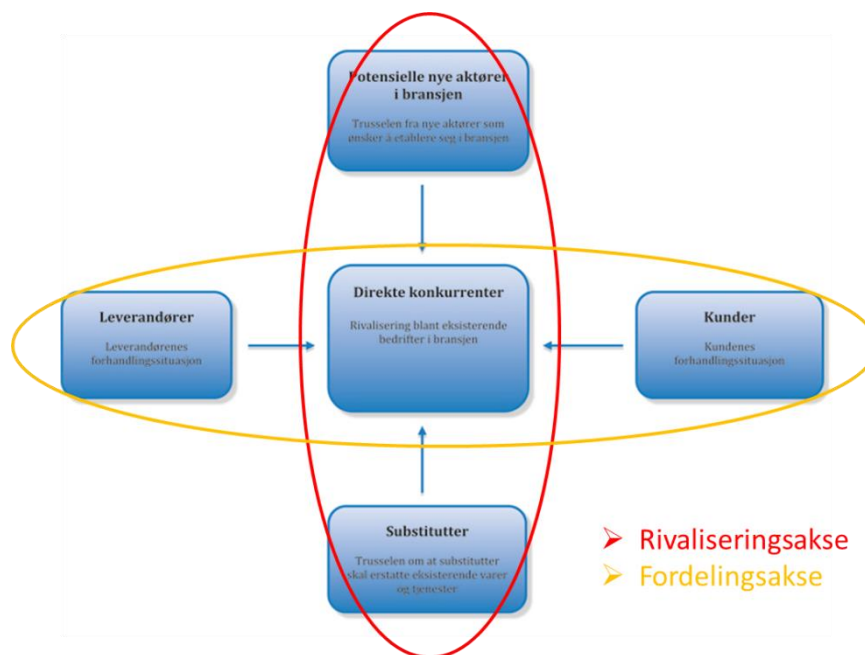 Potensielle nye aktører
i bransjen
Trusselen fra nye aktører som
ønsker å etablere seg i bransjen
Leverandører
Leverandørenes
forhandlingssituasjon
Direkte konkurrenter
Rivalisering blant eksisterende
bedrifter i bransjen
Kunder
Kundenes
forhandlingssituasjon
Substitutter
Trusselen om at substitutter
skal erstatte eksisterende varer
og tjenester
➢ Rivaliseringsakse
➢ Fordelingsakse